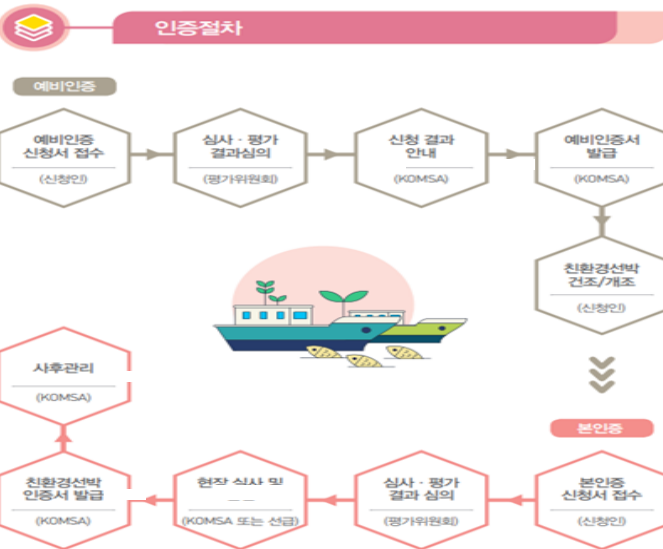 인증절차
예비인증
예비인증
신청서 접수
(신청인)
심사 · 평가
결과심의
(평가위원회)
신청 결과
안내
(KOMSA)
예비인증서
발급
(KOMSA)
친환경선박
건조/개조
(신청인)
본인증
본인증
신청서 접수
(신청인)
심사 · 평가
결과 심의
(평가위원회)
현장 심사 및
(KOMSA 또는 선급)
친환경선박
인증서 발급
(KOMSA)
사후관리
(KOMSA)